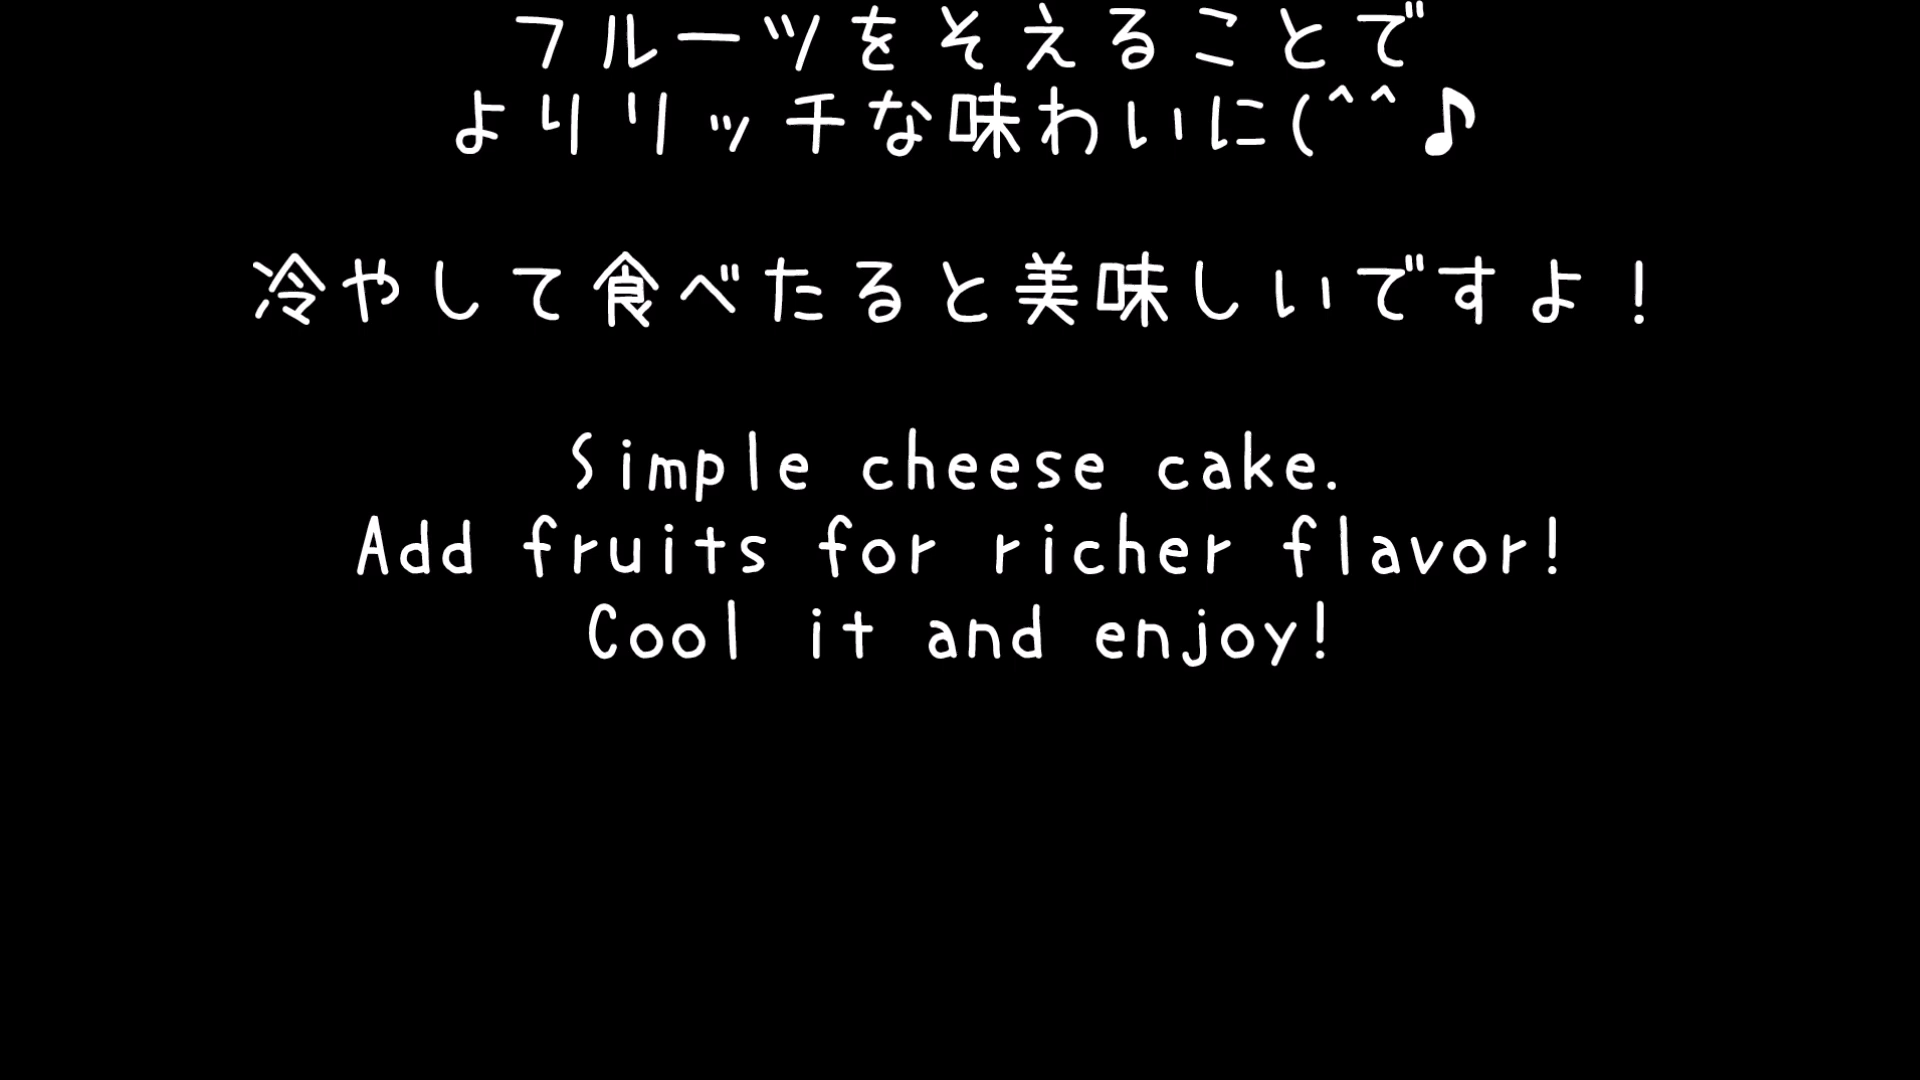 フルーツをそえることで
よりリッチな味わいに(^^♪
冷やして食べたると美味しいですよ！
Simple cheese cake.
Add fruits for richer flavor!
Cool it and enjoy!